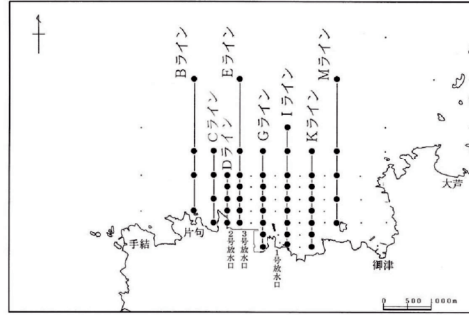 Bライン
Cライン
Dライン
Eライン
Gライン
Iライン
Kライン
Mライン
手結
片句
2号放水口
3号放水口
1号放水口
御津
大芦
0 500 1000m